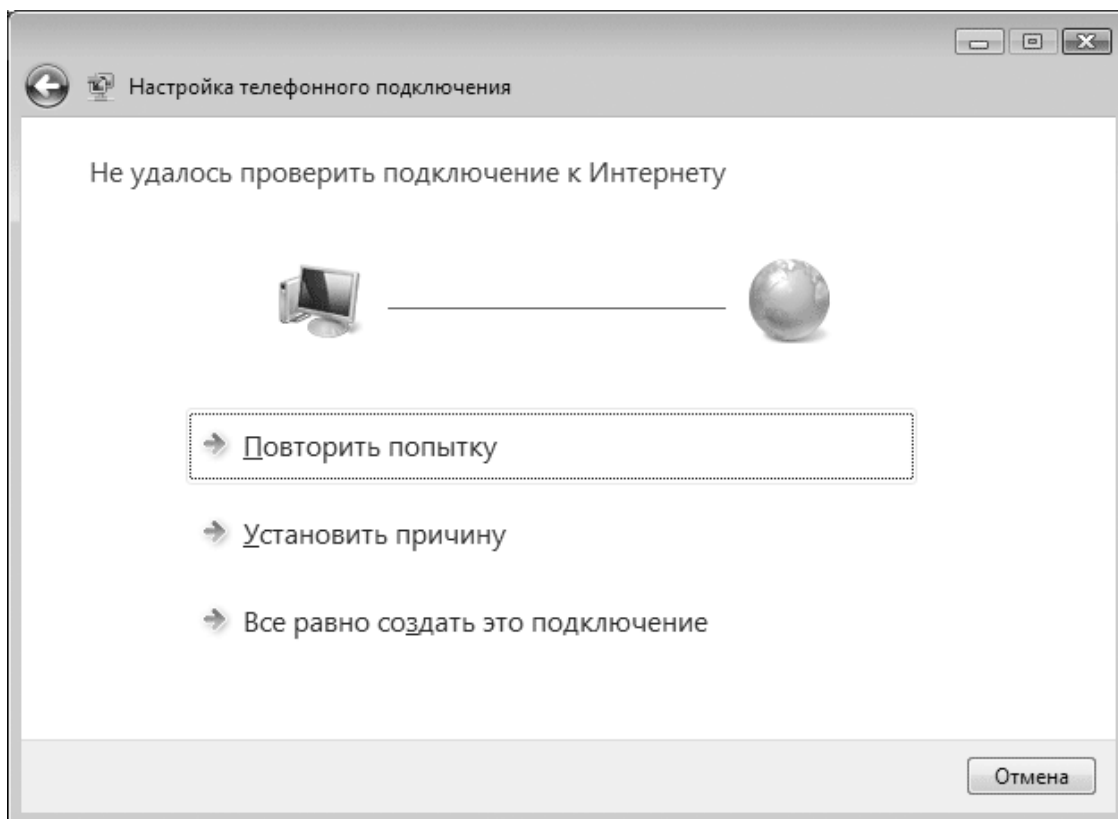 Настройка телефонного подключения
Не удалось проверить подключение к Интернету
Повторить попытку
Установить причину
Все равно создать это подключение
Отмена